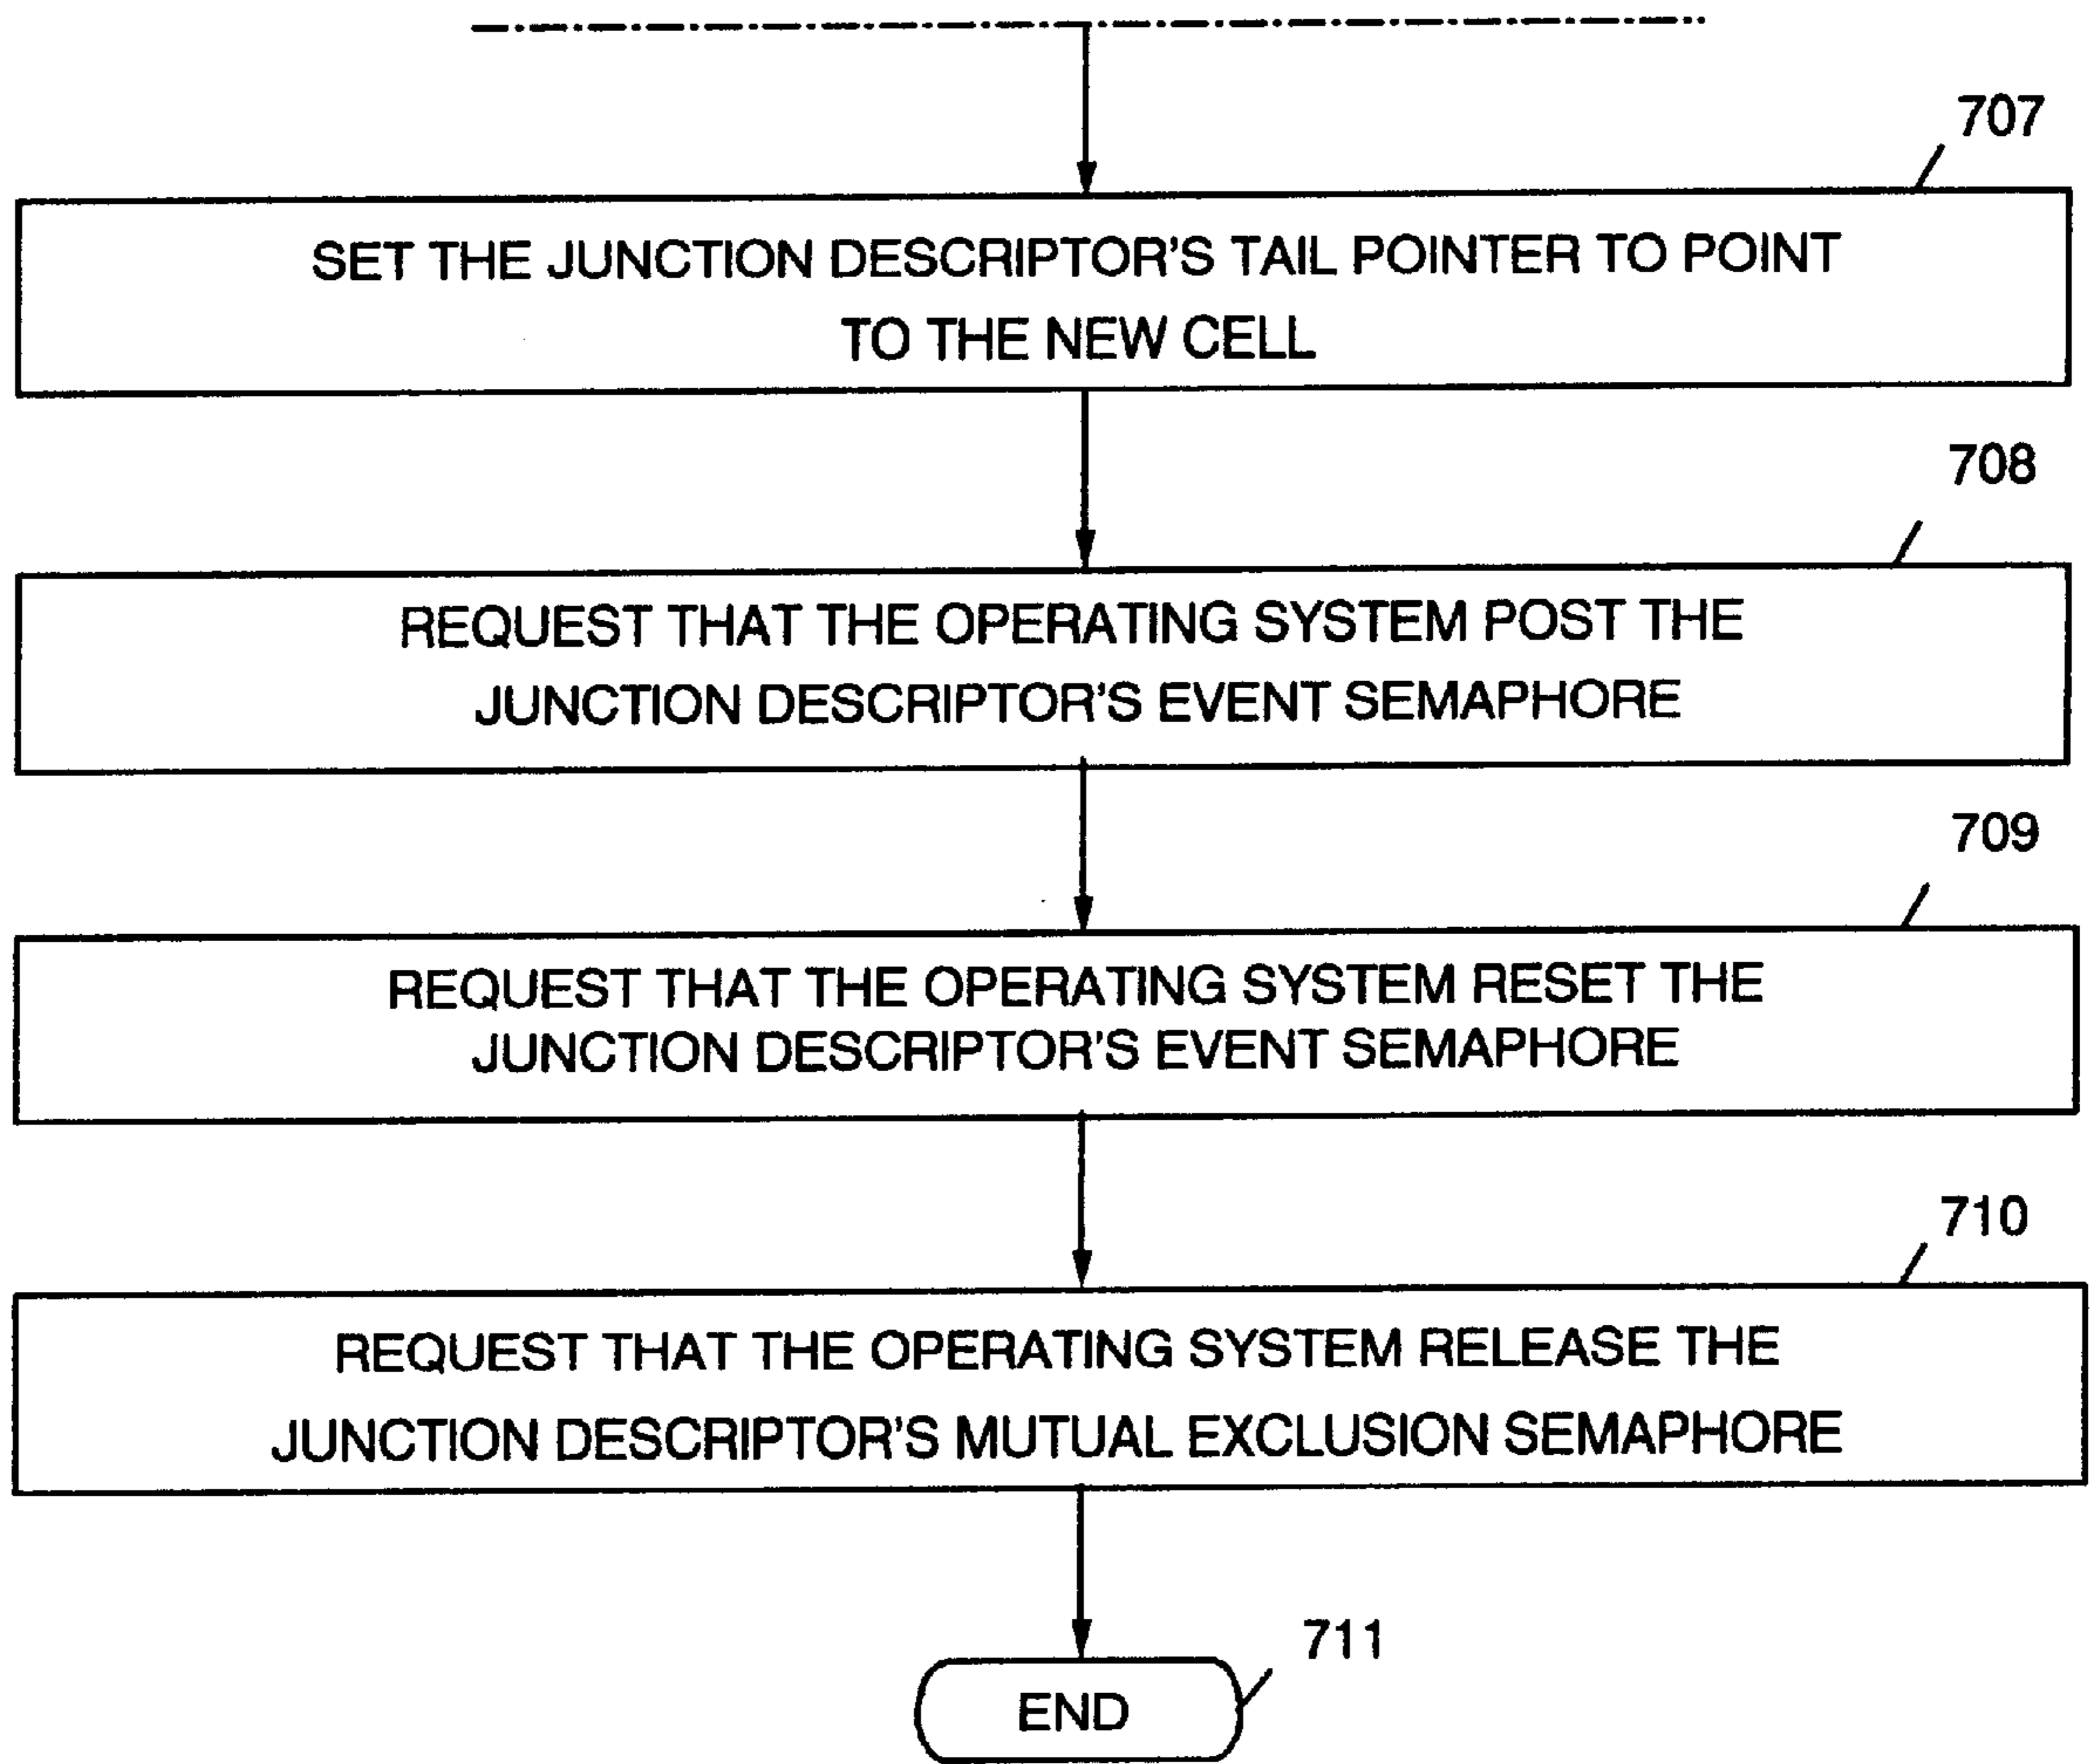 707
SET THE JUNCTION DESCRIPTOR'S TAIL POINTER TO POINT
TO THE NEW CELL
708
REQUEST THAT THE OPERATING SYSTEM POST THE
JUNCTION DESCRIPTOR'S EVENT SEMAPHORE
709
REQUEST THAT THE OPERATING SYSTEM RESET THE
JUNCTION DESCRIPTOR'S EVENT SEMAPHORE
710
REQUEST THAT THE OPERATING SYSTEM RELEASE THE
JUNCTION DESCRIPTOR'S MUTUAL EXCLUSION SEMAPHORE
711
END